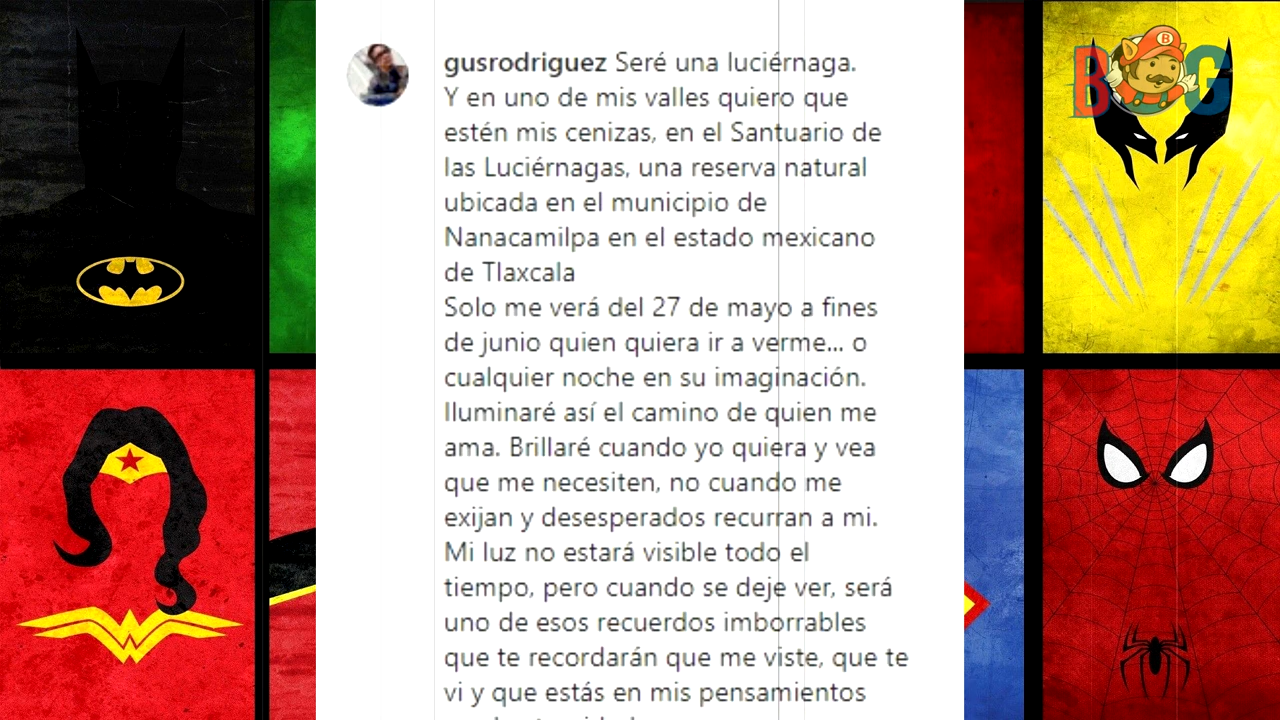 gusrodriguez Seré una luciérnaga.
Y en uno de mis valles quiero que
estén mis cenizas, en el Santuario de
las Luciérnagas, una reserva natural
ubicada en el municipio de
Nanacamilpa en el estado mexicano
de Tlaxcala
Solo me verá del 27 de mayo a fines
de junio quien quiera ir a verme... o
cualquier noche en su imaginación.
Iluminaré así el camino de quien me
ama. Brillaré cuando yo quiera y vea
que me necesiten, no cuando me
exijan y desesperados recurran a mi.
Mi luz no estará visible todo el
tiempo, pero cuando se deje ver, será
uno de esos recuerdos imborrables
que te recordarán que me viste, que te
vi y que estás en mis pensamientos
B G
B